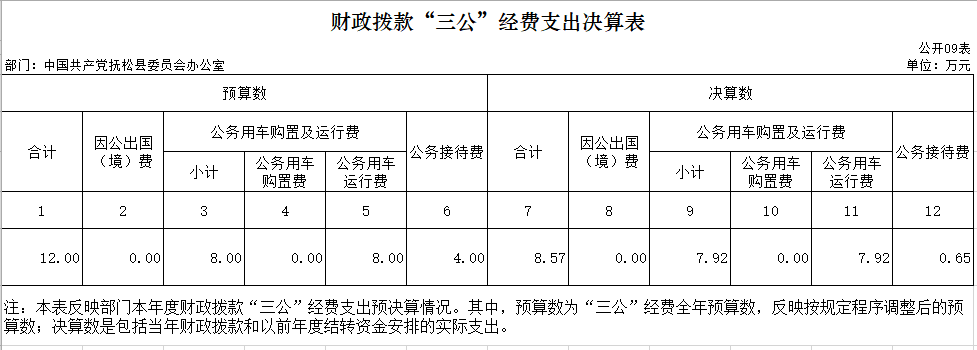 财政拨款“三公”经费支出决算表
公开09表
部门：中国共产党抚松县委员会办公室
单位：万元
预算数
决算数
合计
因公出国
（境）费
公务用车购置及运行费
公务接待费
合计
因公出国
（境）费
公务用车购置及运行费
公务接待费
小计
公务用车
购置费
公务用车
运行费
小计
公务用车
购置费
公务用车
运行费
1 2 3 4 5 6 7 8 9 10 11 12
12.00 0.00 8.00 0.00 8.00 4.00 8.57 0.00 7.92 0.00 7.92 0.65
注：本表反映部门本年度财政拨款“三公”经费支出预决算情况。其中，预算数为“三公”经费全年预算数，反映按规定程序调整后的预
算数；决算数是包括当年财政拨款和以前年度结转资金安排的实际支出。